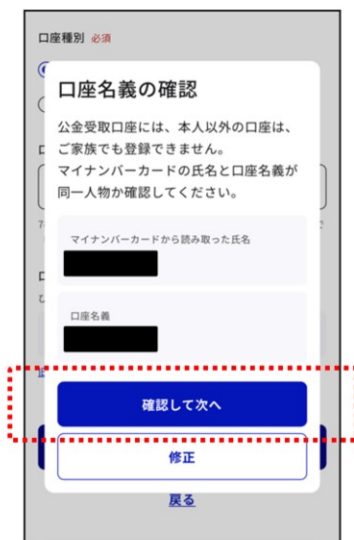 口座種別 必須
口座名義の確認
公金受取口座には、本人以外の口座は、
ご家族でも登録できません。
マイナンバーカードの氏名と口座名義が
同一人物か確認してください。
マイナンバーカードから読み取った氏名
口座名義
確認して次へ
修正
戻る